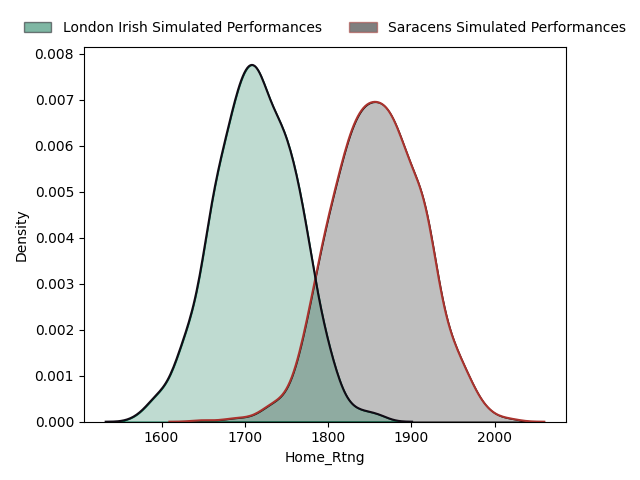 London Irish Simulated Performances Saracens Simulated Performances
0.008
0.007
0.006
0.005
0.004
0.003
0.002
0.001
0.000
Density
1600 1700 1800 1900 2000
Home_Rtng